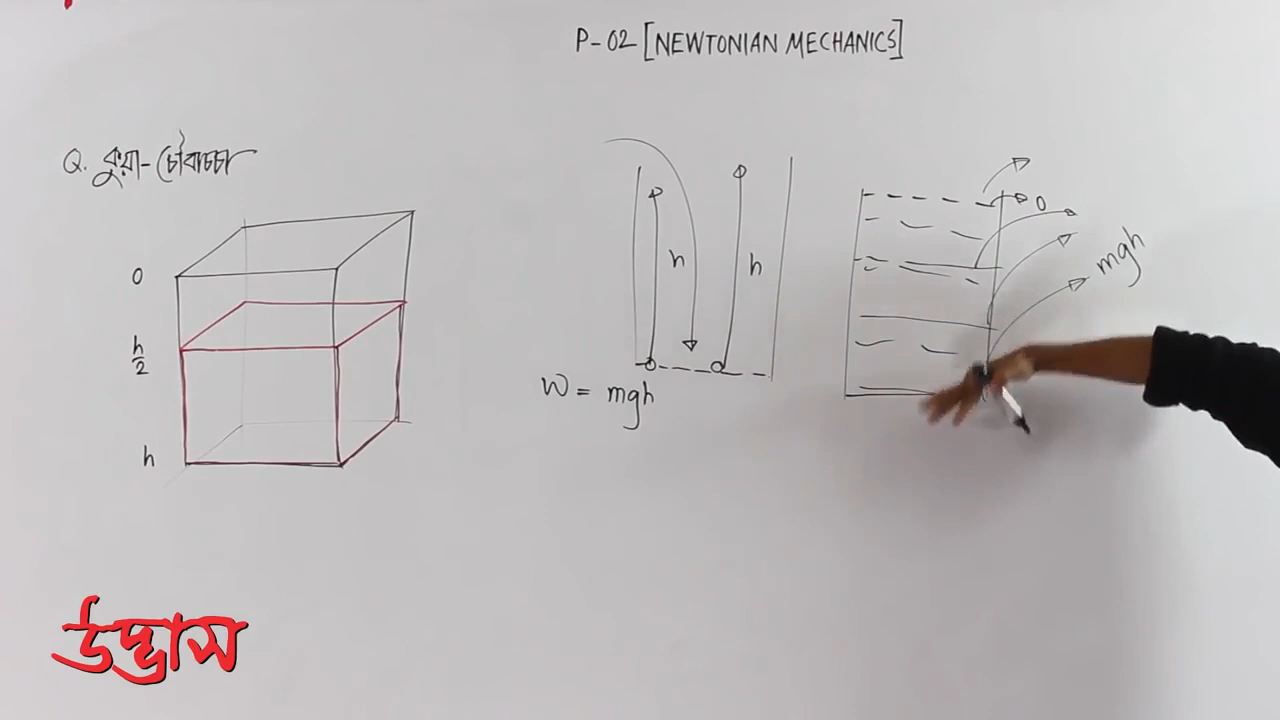 P-02 [NEWTONIAN MECHANICS]
Q. কুয়া-চৌবাচ্চা
0
h/2
h
h
h
W = mgh
0
mgh
উদ্ভাস